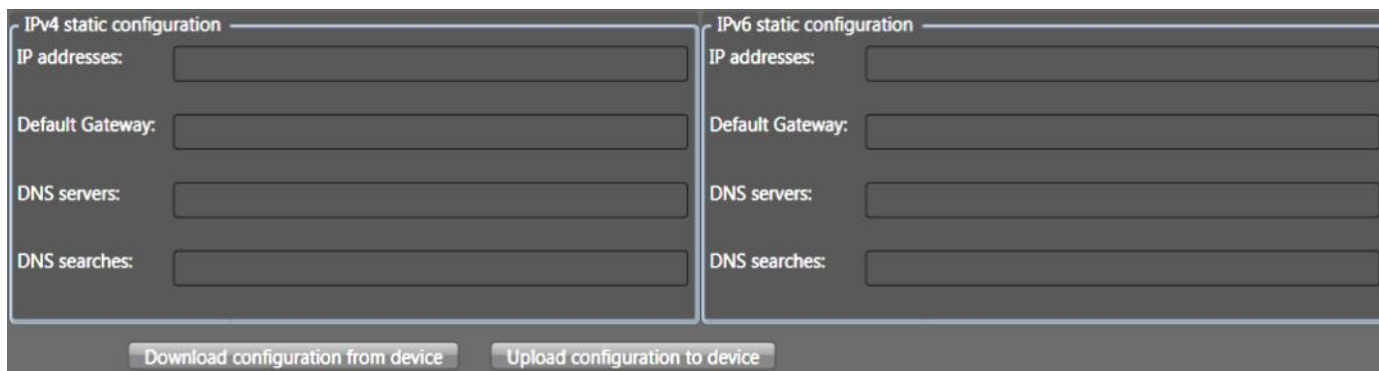 IPv4 static configuration
IP addresses:
Default Gateway:
DNS servers:
DNS searches:
IPv6 static configuration
IP addresses:
Default Gateway:
DNS servers:
DNS searches:
Download configuration from device
Upload configuration to device